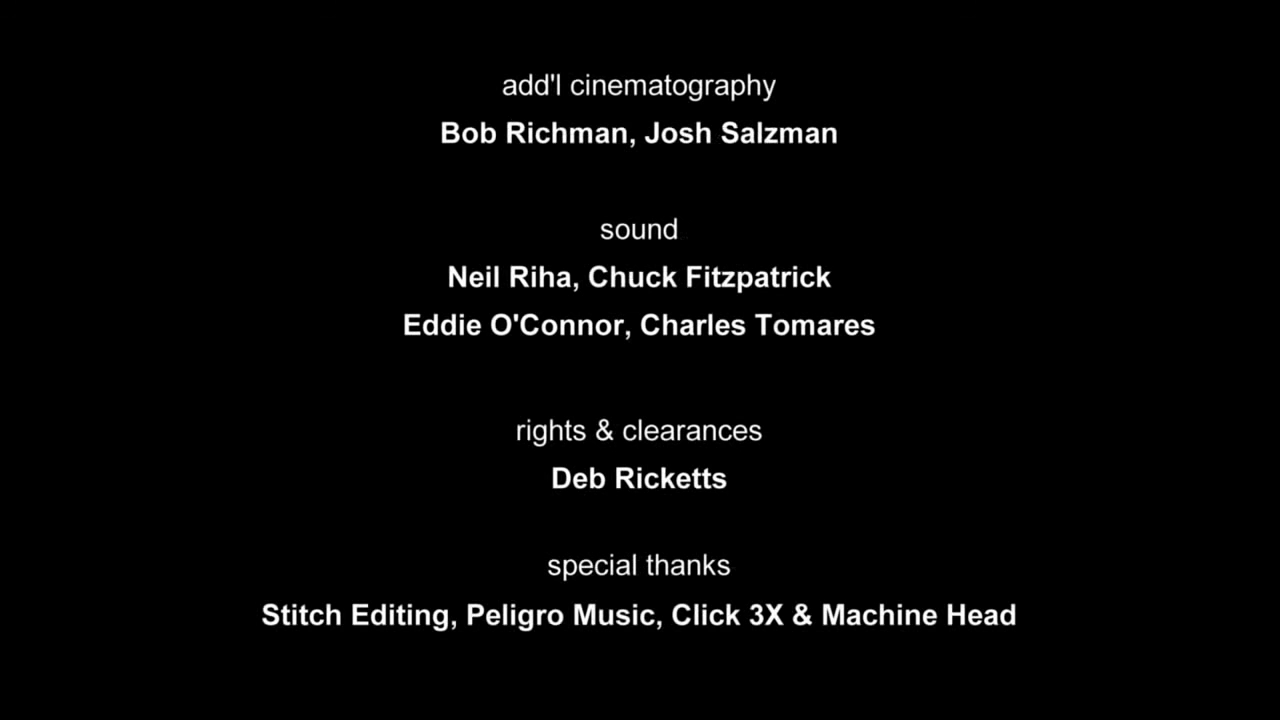 add'l cinematography
Bob Richman, Josh Salzman
sound
Neil Riha, Chuck Fitzpatrick
Eddie O'Connor, Charles Tomares
rights & clearances
Deb Ricketts
special thanks
Stitch Editing, Peligro Music, Click 3X & Machine Head